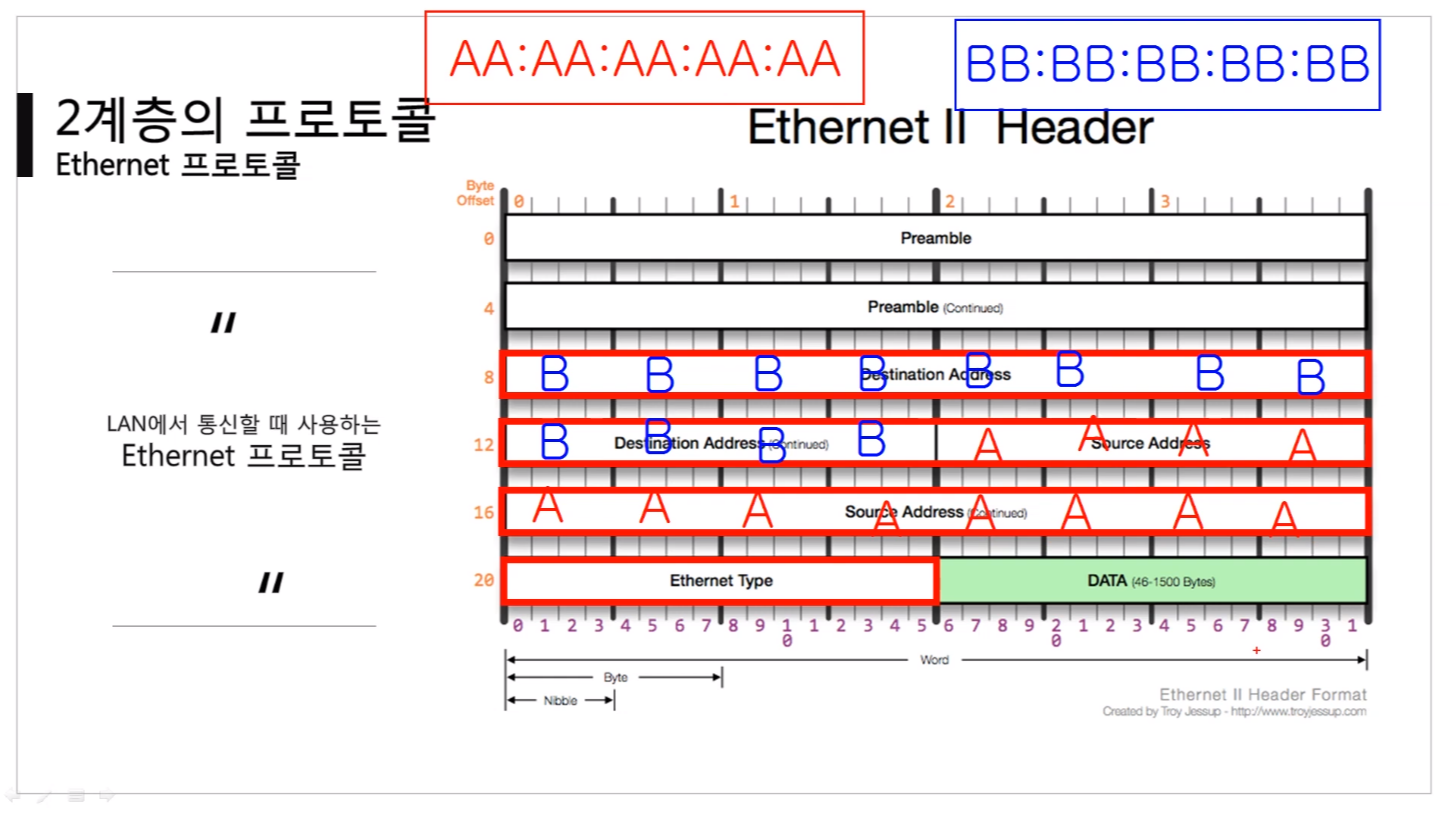 AA:AA:AA:AA:AA
BB:BB:BB:BB:BB
2계층의 프로토콜
Ethernet 프로토콜
Ethernet II Header
Byte
Offset
0 1 2 3
0 Preamble
4 Preamble (Continued)
8 Destination Address
B B B B B B B B
12 Destination Address (Continued) Source Address
B B B B A A A A
16 Source Address (Continued)
A A A A A A A A
20 Ethernet Type DATA (46-1500 Bytes)
0 1 2 3 4 5 6 7 8 9 10 1 2 3 4 5 6 7 8 9 20 1 2 3 4 5 6 7 8 9 30 1
Word
Byte
Nibble
"
LAN에서 통신할 때 사용하는
Ethernet 프로토콜
"
Ethernet II Header Format
Created by Troy Jessup - http://www.troyjessup.com